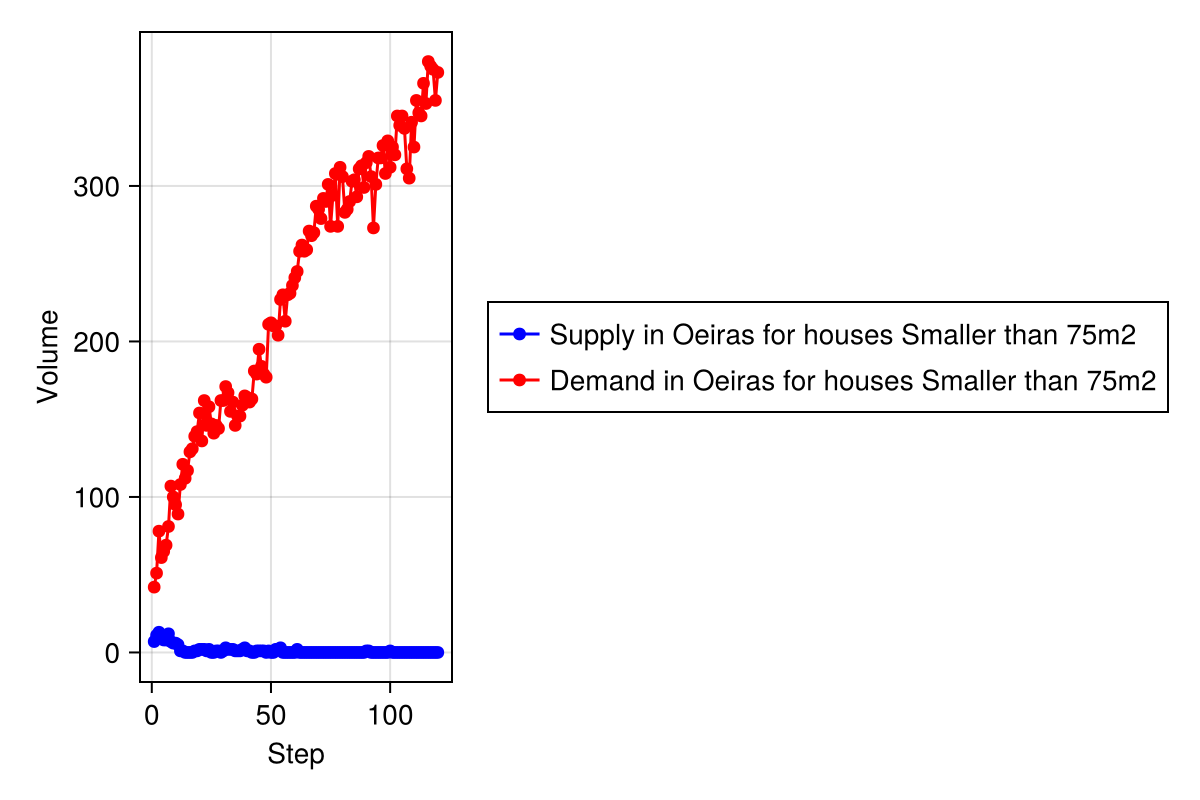 300
200
100
0
Volume
0 50 100
Step
Supply in Oeiras for houses Smaller than 75m2
Demand in Oeiras for houses Smaller than 75m2